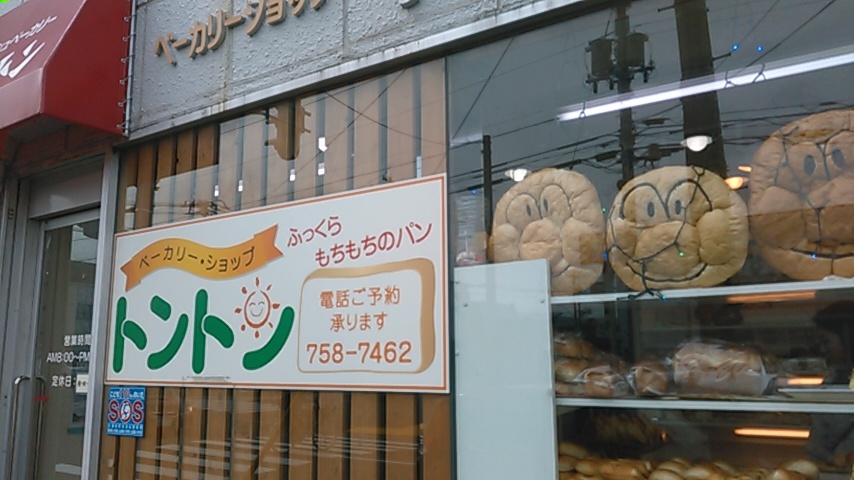 ベーカリーショップ
ベーカリー・ショップ
ふっくら
もちもちのパン
トントン
電話ご予約
承ります
758-7462
営業時間
AM8:00〜PM
定休日:
SOS